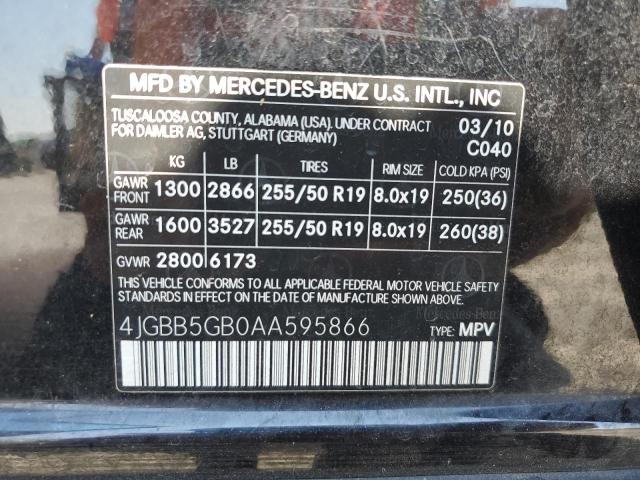 MFD BY MERCEDES-BENZ U.S. INTL., INC
TUSCALOOSA COUNTY, ALABAMA (USA). UNDER CONTRACT 03/10
FOR DAIMLER AG, STUTTGART (GERMANY) C040
KG LB TIRES RIM SIZE COLD KPA (PSI)
GAWR FRONT 1300 2866 255/50 R19 8.0x19 250(36)
GAWR REAR 1600 3527 255/50 R19 8.0x19 260(38)
GVWR 2800 6173
THIS VEHICLE CONFORMS TO ALL APPLICABLE FEDERAL MOTOR VEHICLE SAFETY, BUMPER, AND THEFT PREVENTION STANDARDS IN EFFECT ON THE DATE OF MANUFACTURE SHOWN ABOVE.
4JGBB5GB0AA595866 TYPE: MPV